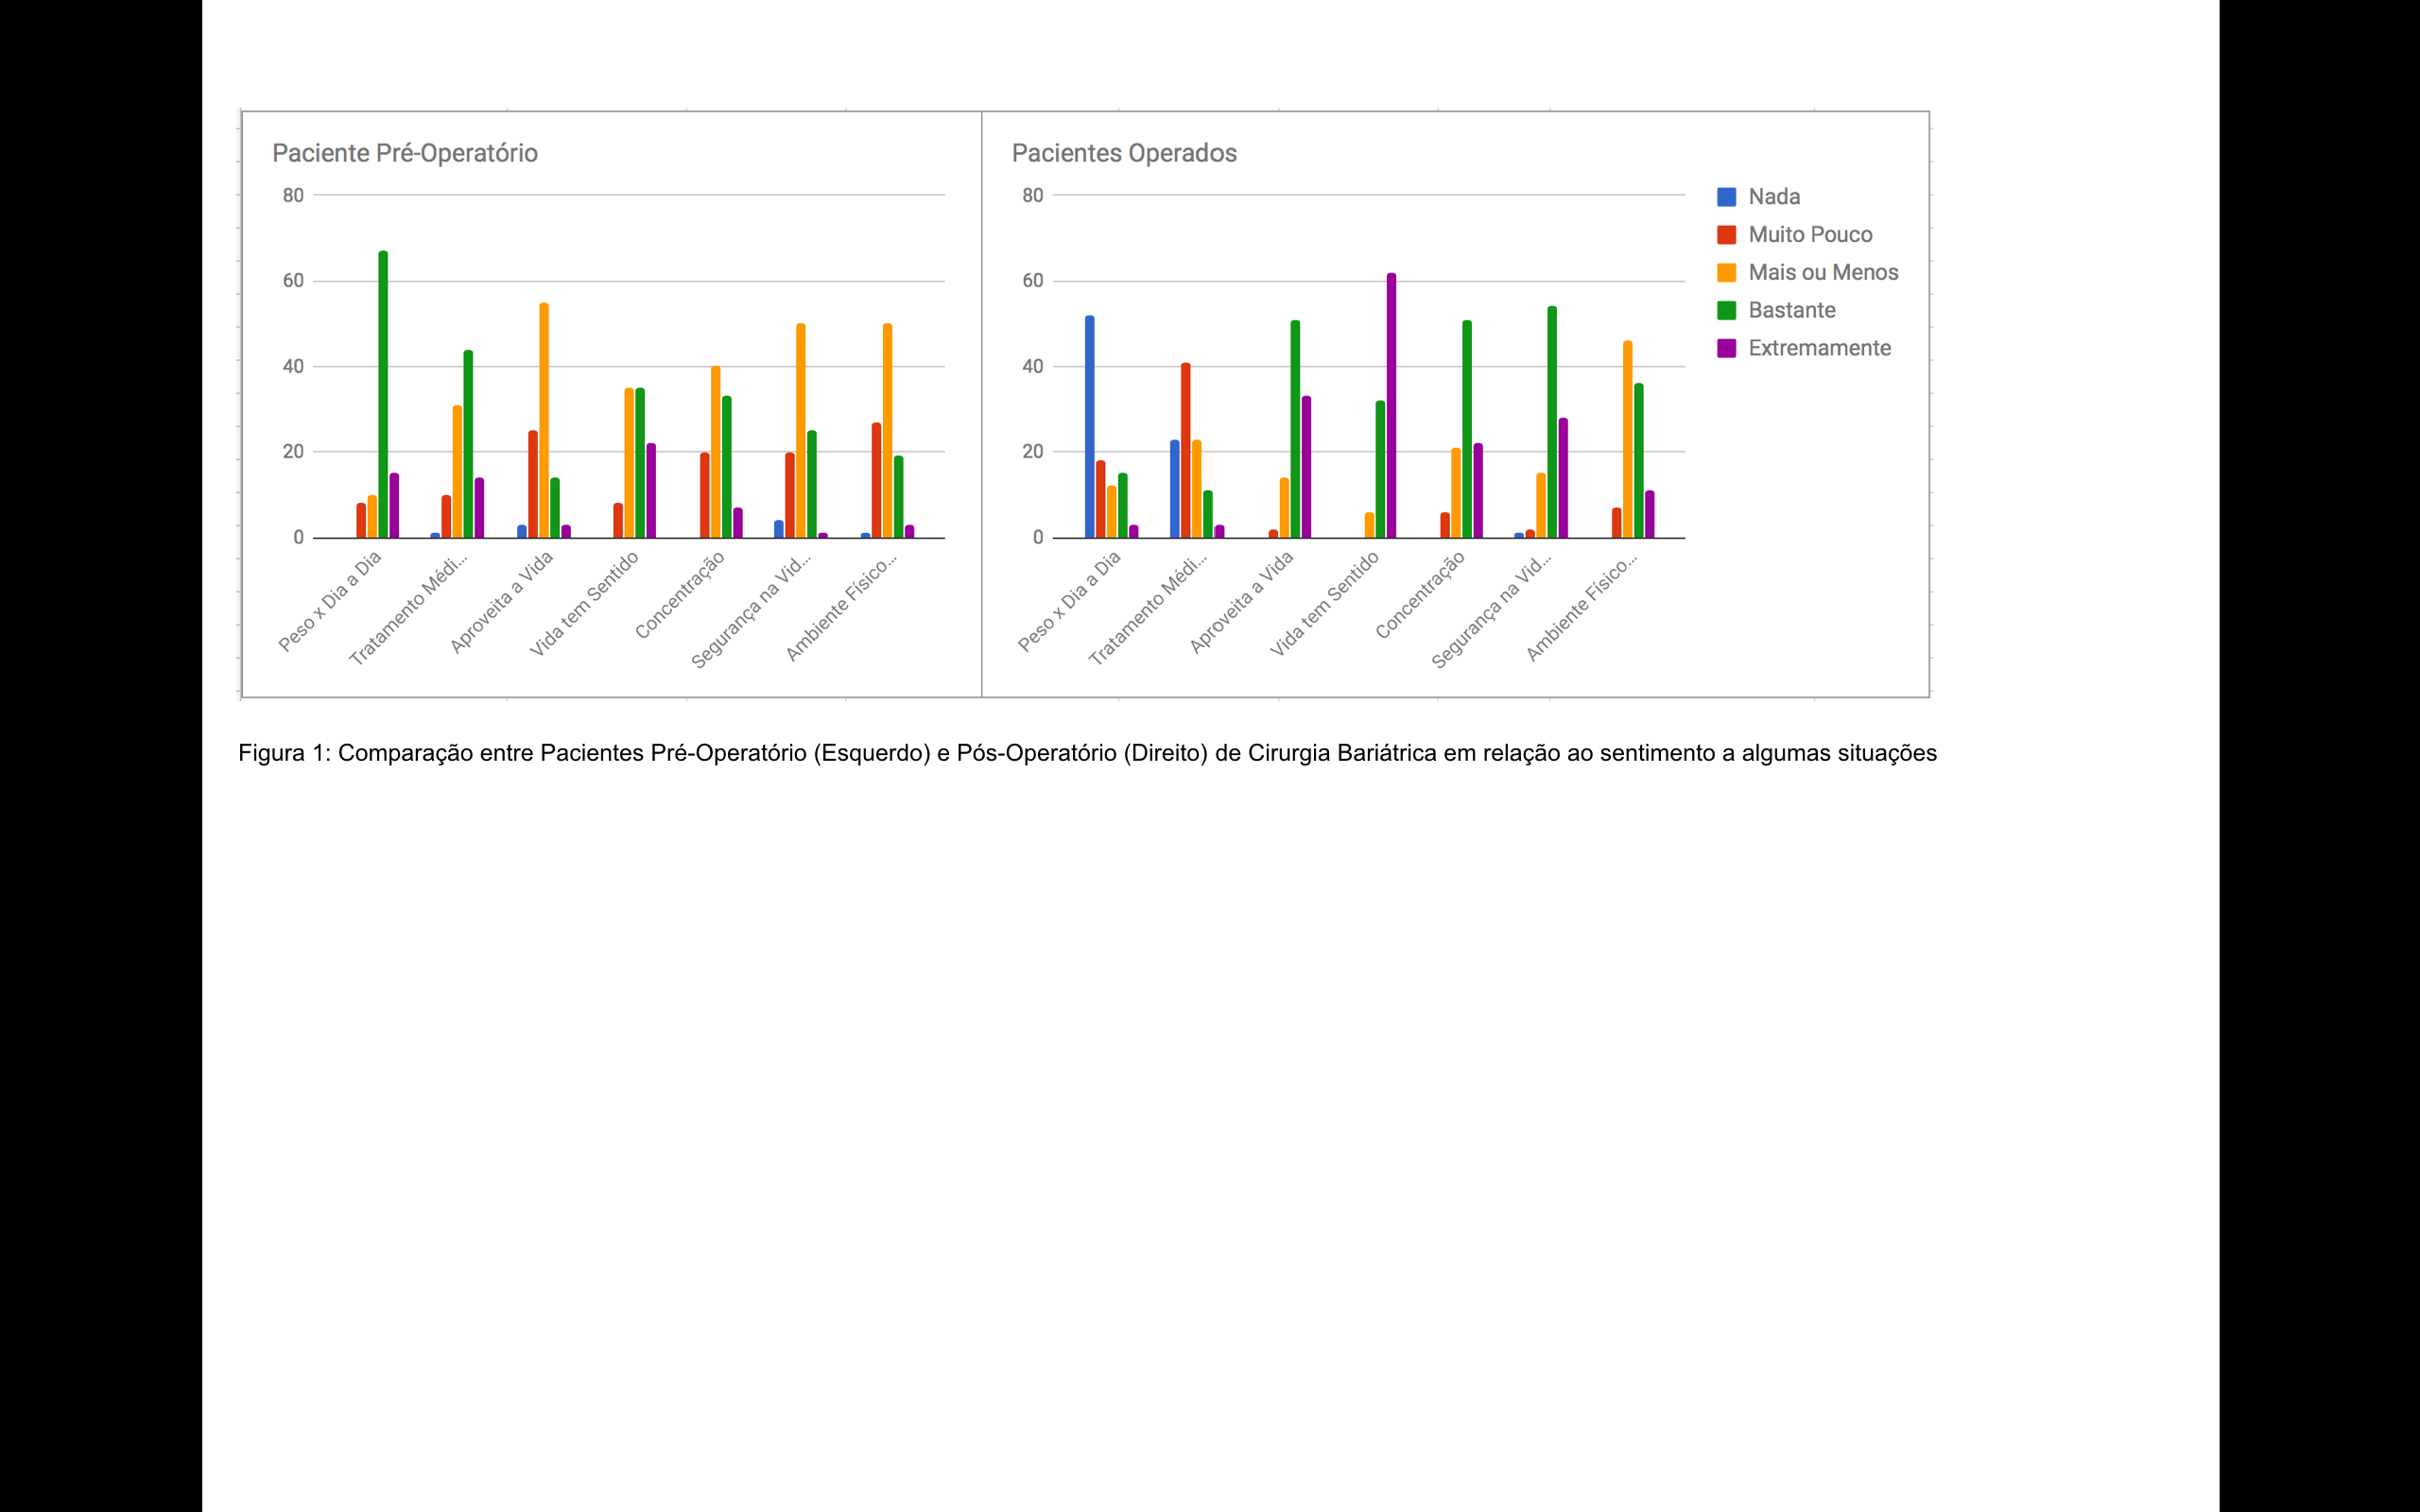 Paciente Pré-Operatório
80
60
40
20
0
Peso x Dia a Dia
Tratamento Médi...
Aproveita a Vida
Vida tem Sentido
Concentração
Segurança na Vid...
Ambiente Físico...
Pacientes Operados
80
60
40
20
0
Peso x Dia a Dia
Tratamento Médi...
Aproveita a Vida
Vida tem Sentido
Concentração
Segurança na Vid...
Ambiente Físico...
Nada
Muito Pouco
Mais ou Menos
Bastante
Extremamente
Figura 1: Comparação entre Pacientes Pré-Operatório (Esquerdo) e Pós-Operatório (Direito) de Cirurgia Bariátrica em relação ao sentimento a algumas situações